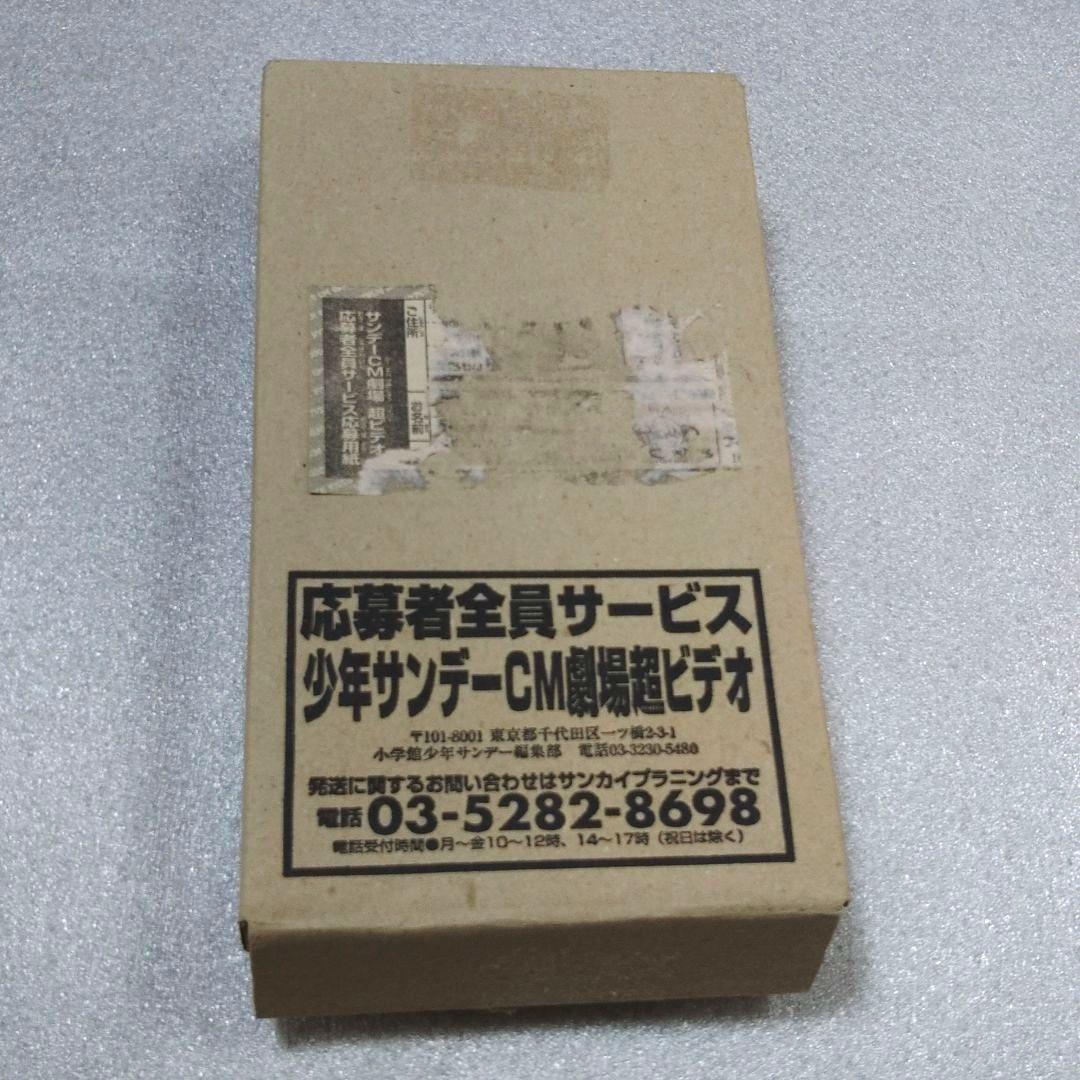 ご住所
お名前
サンデーCM劇場 超ビデオ
応募者全員サービス応募用紙
応募者全員サービス
少年サンデーCM劇場超ビデオ
〒101-8001 東京都千代田区一ツ橋2-3-1
小学館少年サンデー編集部 電話03-3230-5480
発送に関するお問い合わせはサンカイプラニングまで
電話 03-5282-8698
電話受付時間●月〜金10〜12時、14〜17時（祝日は除く）